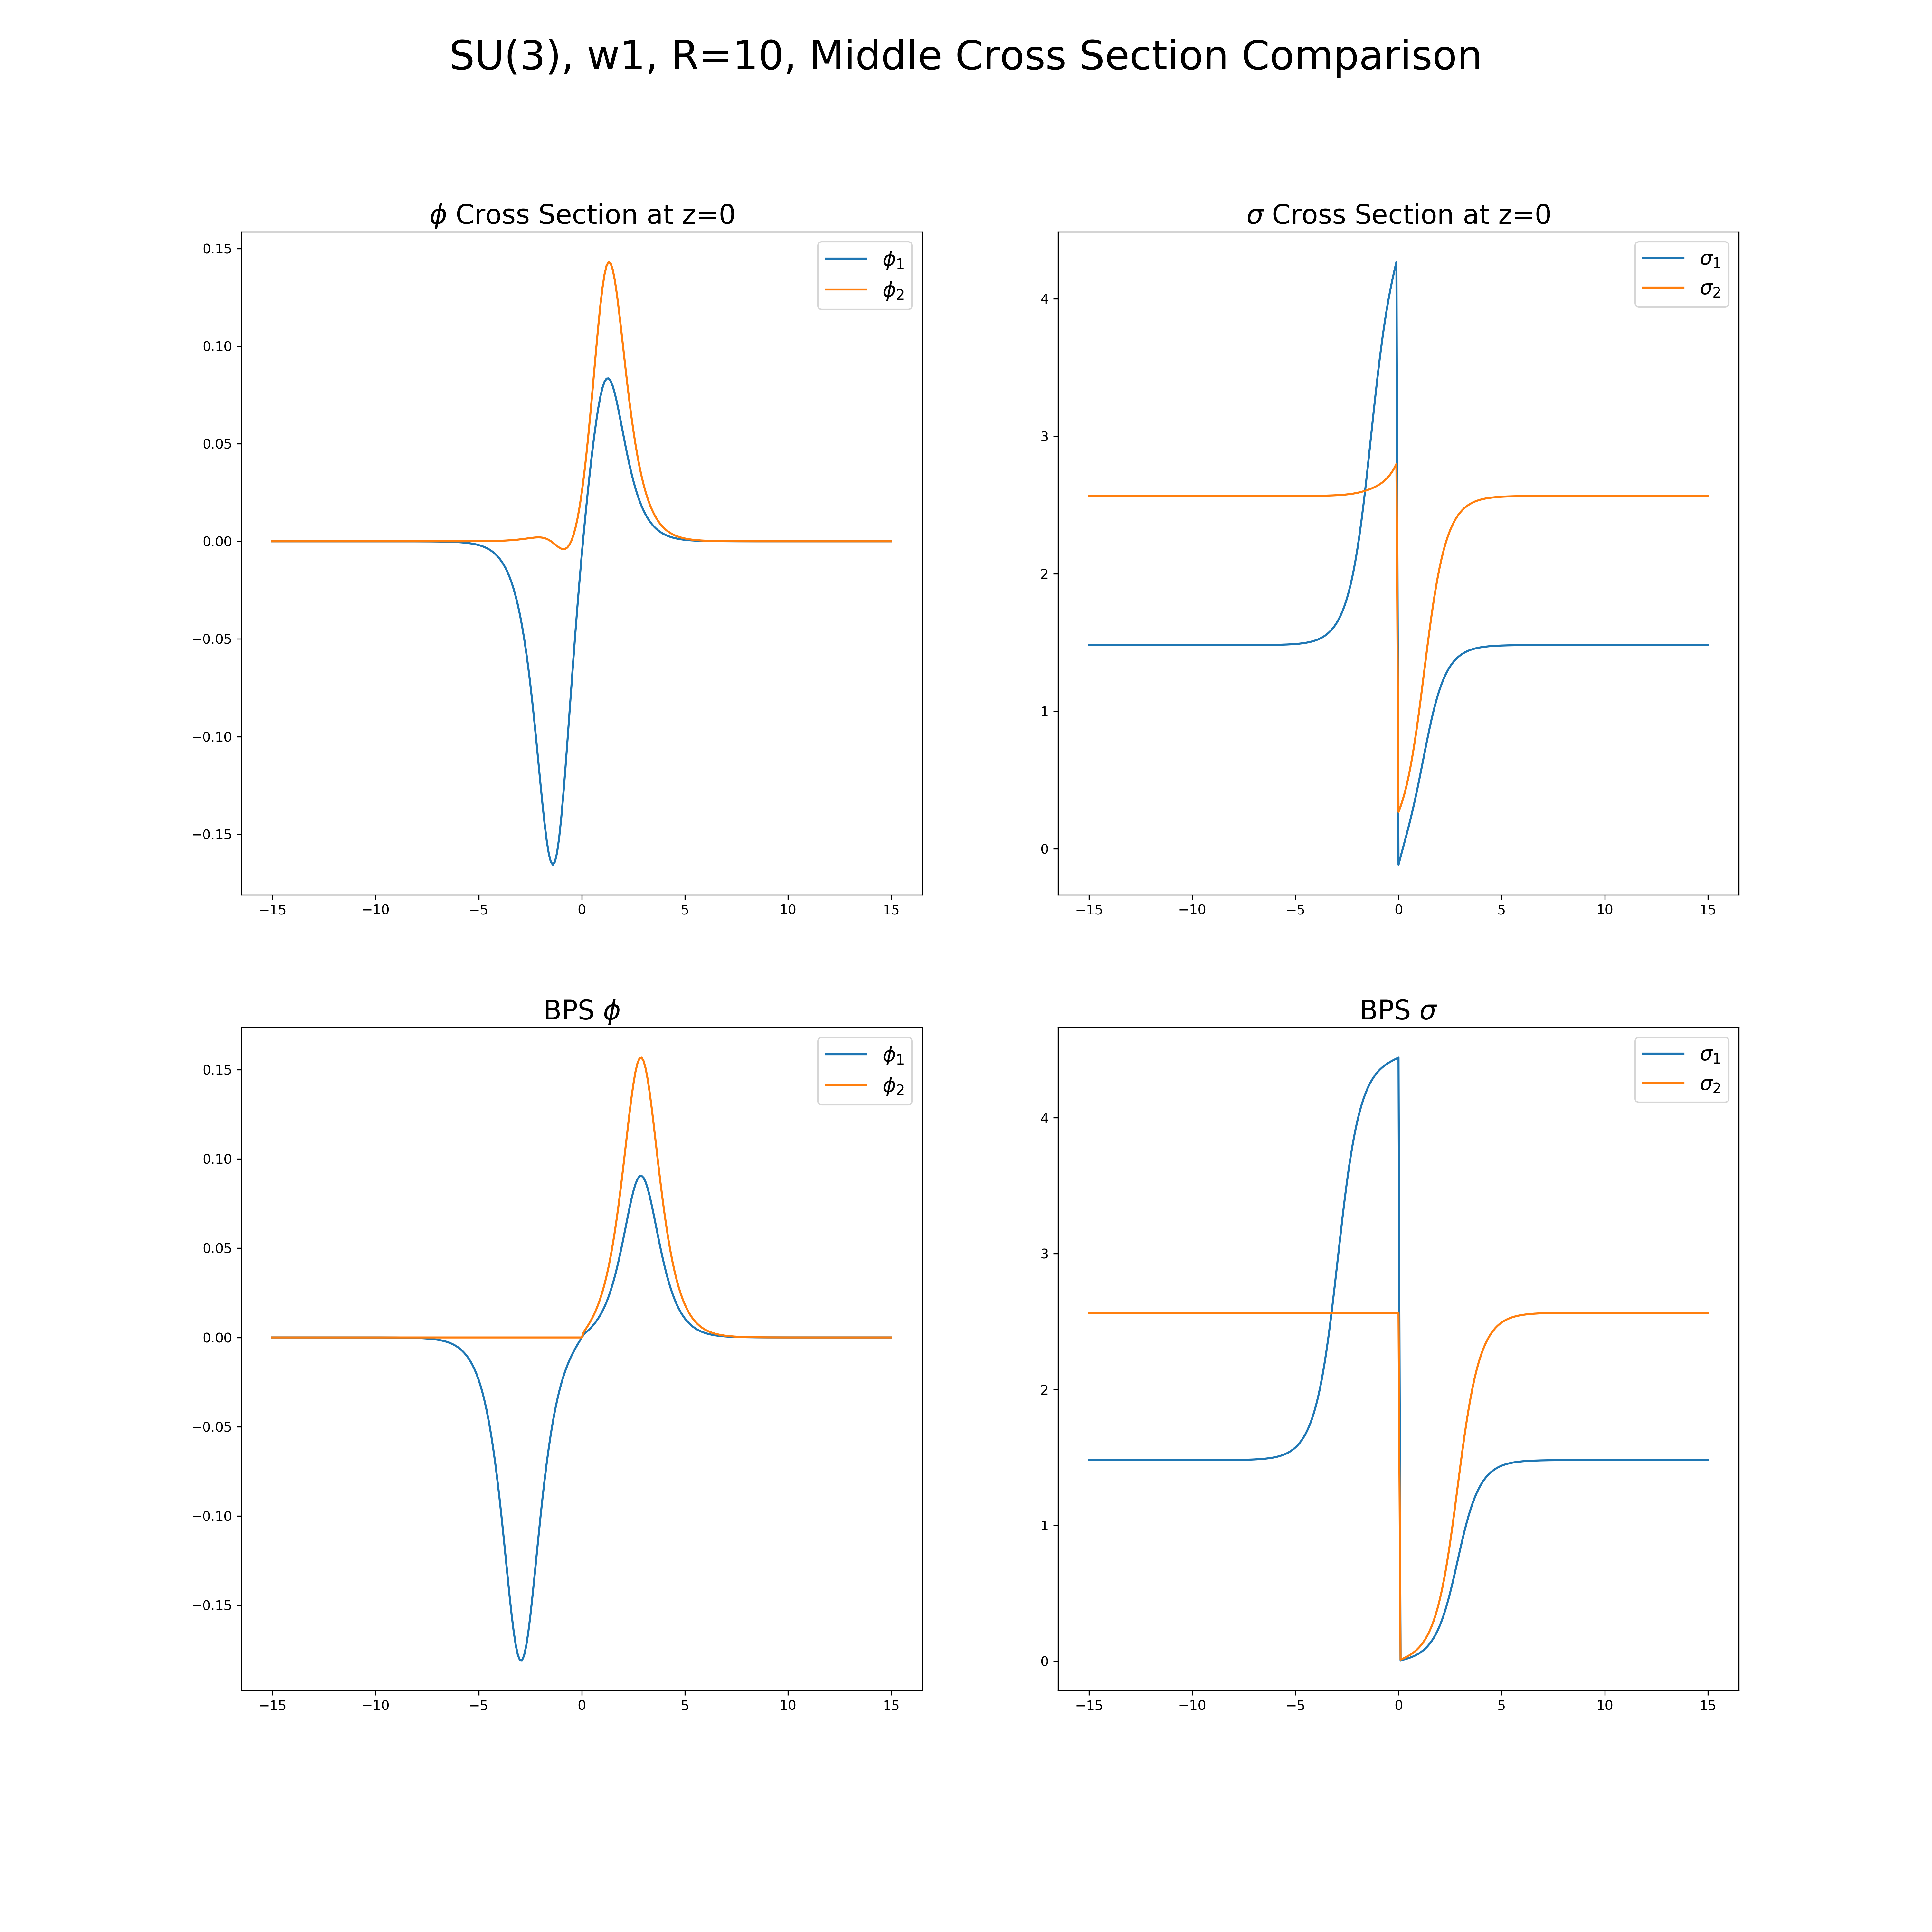 SU(3), w1, R=10, Middle Cross Section Comparison
ϕ Cross Section at z=0
0.15
0.10
0.05
0.00
−0.05
−0.10
−0.15
−15 −10 −5 0 5 10 15
ϕ1
ϕ2
σ Cross Section at z=0
4
3
2
1
0
−15 −10 −5 0 5 10 15
σ1
σ2
BPS ϕ
0.15
0.10
0.05
0.00
−0.05
−0.10
−0.15
−15 −10 −5 0 5 10 15
ϕ1
ϕ2
BPS σ
4
3
2
1
0
−15 −10 −5 0 5 10 15
σ1
σ2